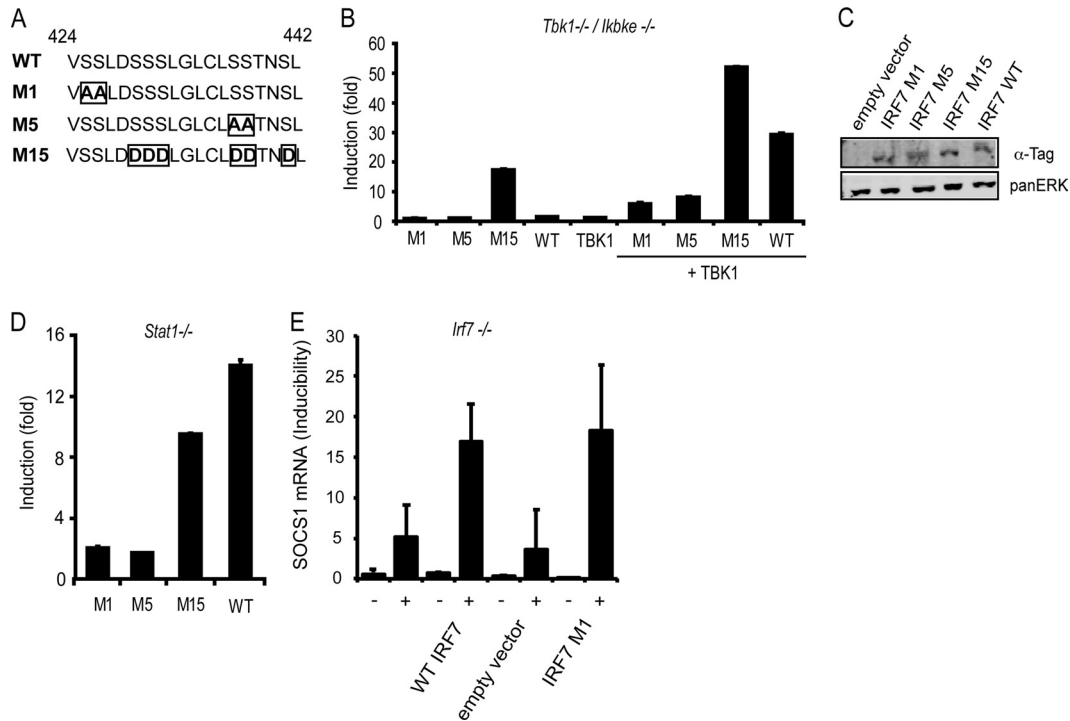 A
424 442
WT VSSLDSSSLGLCLSSTNSL
M1 VAALDSSSLGLCLSSTNSL
M5 VSSLDSSSLGLCLAATNSL
M15 VSSLDDDDLGLCLDDTNDL
B
Tbk1-/- / Ikbke -/-
Induction (fold)
60
50
40
30
20
10
0
M1 M5 M15 WT TBK1 M1 M5 M15 WT
+ TBK1
C
empty vector
IRF7 M1
IRF7 M5
IRF7 M15
IRF7 WT
α-Tag
panERK
D
Stat1-/-
Induction (fold)
16
12
8
4
0
M1 M5 M15 WT
E
Irf7 -/-
SOCS1 mRNA (Inducibility)
30
25
20
15
10
5
0
- + - + - + - +
WT IRF7
empty vector
IRF7 M1